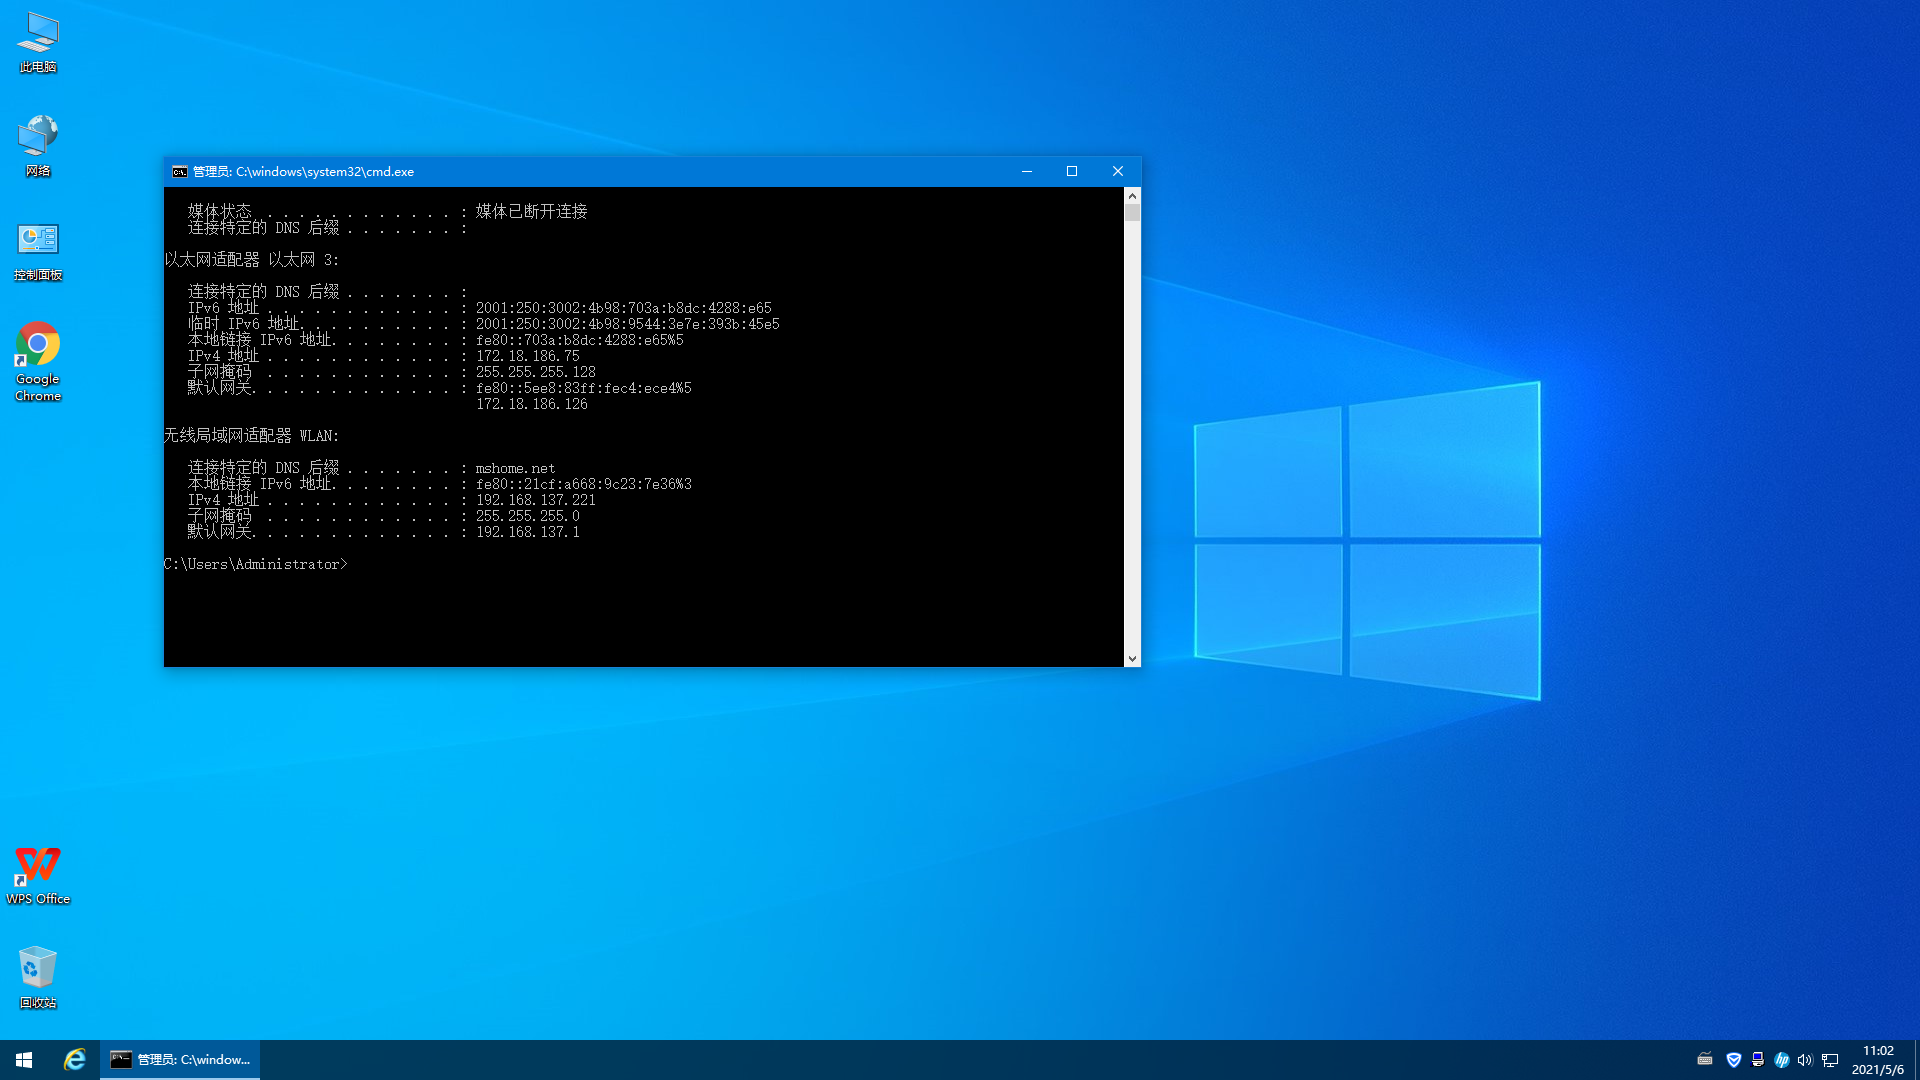 此电脑
网络
控制面板
Google
Chrome
WPS Office
回收站
管理员: C:\windows\system32\cmd.exe
媒体状态  . . . . . . . . . . . . : 媒体已断开连接
连接特定的 DNS 后缀 . . . . . . . :
以太网适配器 以太网 3:
连接特定的 DNS 后缀 . . . . . . . :
IPv6 地址 . . . . . . . . . . . . : 2001:250:3002:4b98:703a:b8dc:4288:e65
临时 IPv6 地址. . . . . . . . . . : 2001:250:3002:4b98:9544:3e7e:393b:45e5
本地链接 IPv6 地址. . . . . . . . : fe80::703a:b8dc:4288:e65%5
IPv4 地址 . . . . . . . . . . . . : 172.18.186.75
子网掩码  . . . . . . . . . . . . : 255.255.255.128
默认网关. . . . . . . . . . . . . : fe80::5ee8:83ff:fec4:ece4%5
172.18.186.126
无线局域网适配器 WLAN:
连接特定的 DNS 后缀 . . . . . . . : mshome.net
本地链接 IPv6 地址. . . . . . . . : fe80::21cf:a668:9c23:7e36%3
IPv4 地址 . . . . . . . . . . . . : 192.168.137.221
子网掩码  . . . . . . . . . . . . : 255.255.255.0
默认网关. . . . . . . . . . . . . : 192.168.137.1
C:\Users\Administrator>
管理员: C:\window...
hp
11:02
2021/5/6